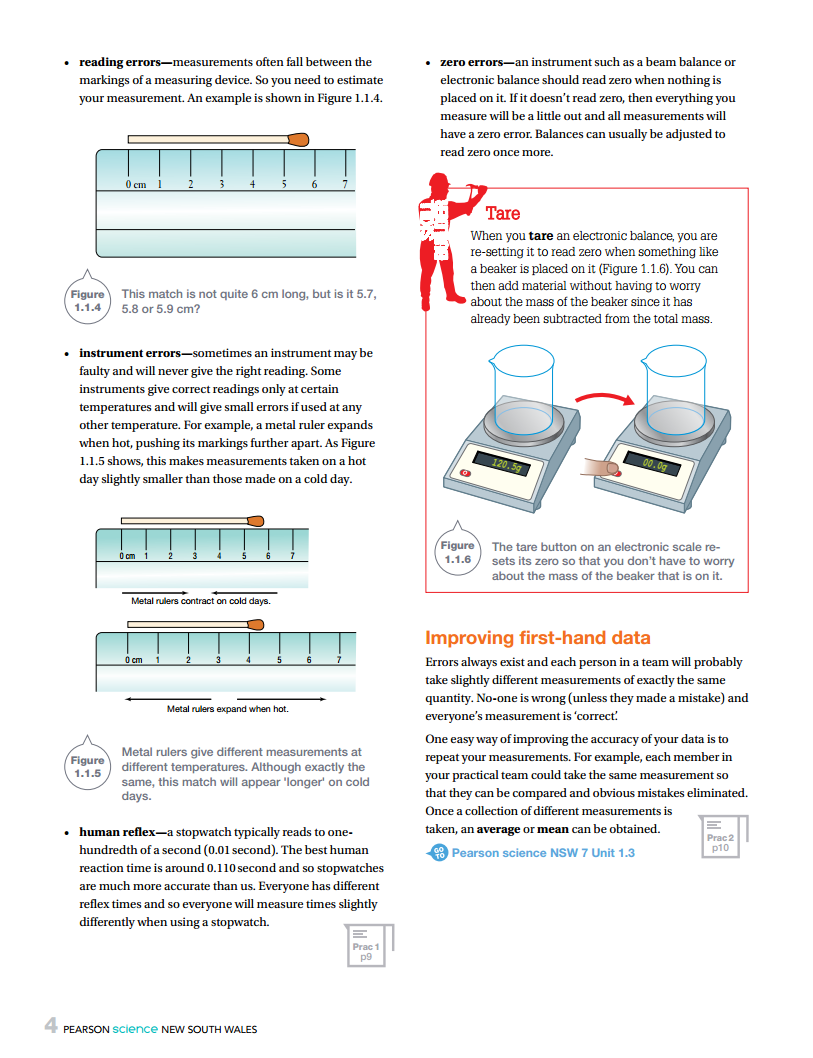 • reading errors—measurements often fall between the
markings of a measuring device. So you need to estimate
your measurement. An example is shown in Figure 1.1.4.
0 cm 1 2 3 4 5 6 7
Figure
1.1.4
This match is not quite 6 cm long, but is it 5.7,
5.8 or 5.9 cm?
• instrument errors—sometimes an instrument may be
faulty and will never give the right reading. Some
instruments give correct readings only at certain
temperatures and will give small errors if used at any
other temperature. For example, a metal ruler expands
when hot, pushing its markings further apart. As Figure
1.1.5 shows, this makes measurements taken on a hot
day slightly smaller than those made on a cold day.
0 cm 1 2 3 4 5 6 7
Metal rulers contract on cold days.
0 cm 1 2 3 4 5 6 7
Metal rulers expand when hot.
Figure
1.1.5
Metal rulers give different measurements at
different temperatures. Although exactly the
same, this match will appear 'longer' on cold
days.
• human reflex—a stopwatch typically reads to one-
hundredth of a second (0.01 second). The best human
reaction time is around 0.110 second and so stopwatches
are much more accurate than us. Everyone has different
reflex times and so everyone will measure times slightly
differently when using a stopwatch.
Prac 1
p9
• zero errors—an instrument such as a beam balance or
electronic balance should read zero when nothing is
placed on it. If it doesn't read zero, then everything you
measure will be a little out and all measurements will
have a zero error. Balances can usually be adjusted to
read zero once more.
Tare
When you tare an electronic balance, you are
re-setting it to read zero when something like
a beaker is placed on it (Figure 1.1.6). You can
then add material without having to worry
about the mass of the beaker since it has
already been subtracted from the total mass.
120.5g
00.0g
Figure
1.1.6
The tare button on an electronic scale re-
sets its zero so that you don't have to worry
about the mass of the beaker that is on it.
Improving first-hand data
Errors always exist and each person in a team will probably
take slightly different measurements of exactly the same
quantity. No-one is wrong (unless they made a mistake) and
everyone's measurement is 'correct'.
One easy way of improving the accuracy of your data is to
repeat your measurements. For example, each member in
your practical team could take the same measurement so
that they can be compared and obvious mistakes eliminated.
Once a collection of different measurements is
taken, an average or mean can be obtained.
Prac 2
p10
GO TO Pearson science NSW 7 Unit 1.3
4 PEARSON science NEW SOUTH WALES